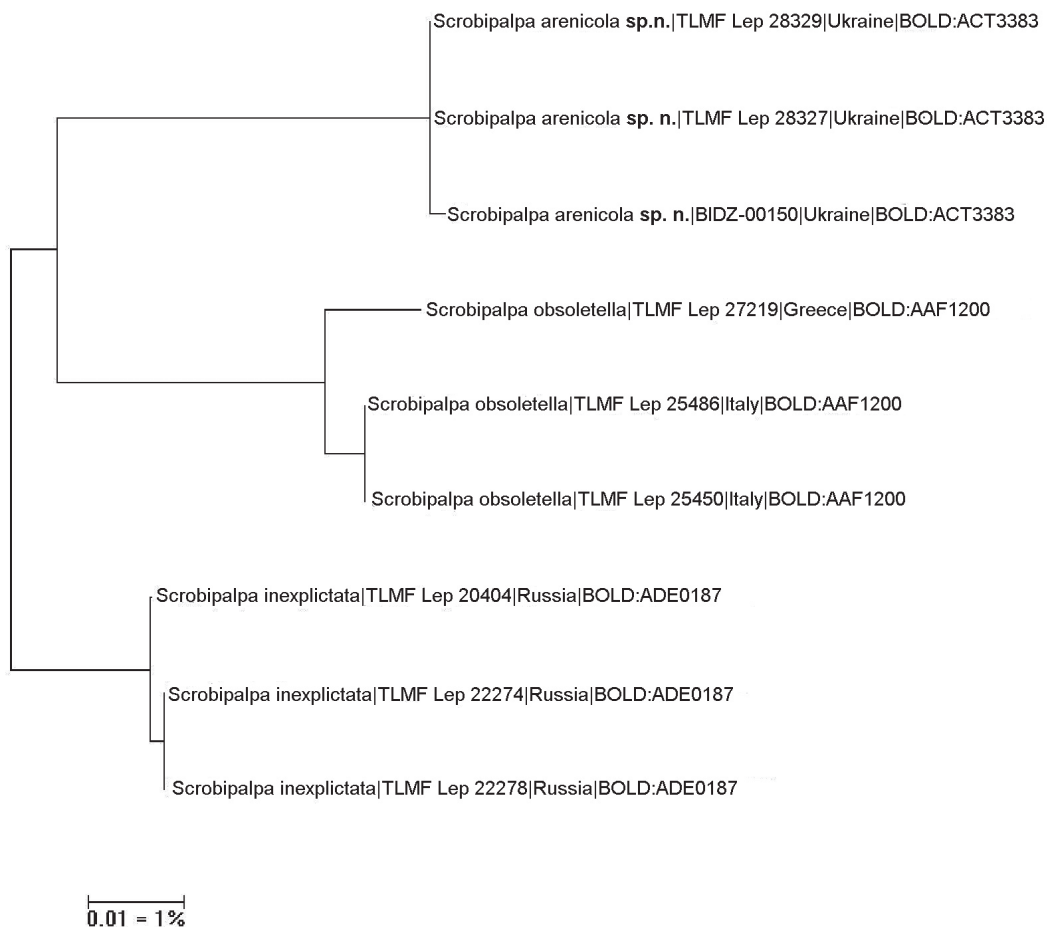 Scrobipalpa arenicola sp.n.|TLMF Lep 28329|Ukraine|BOLD:ACT3383
Scrobipalpa arenicola sp. n.|TLMF Lep 28327|Ukraine|BOLD:ACT3383
Scrobipalpa arenicola sp. n.|BIDZ-00150|Ukraine|BOLD:ACT3383
Scrobipalpa obsoletella|TLMF Lep 27219|Greece|BOLD:AAF1200
Scrobipalpa obsoletella|TLMF Lep 25486|Italy|BOLD:AAF1200
Scrobipalpa obsoletella|TLMF Lep 25450|Italy|BOLD:AAF1200
Scrobipalpa inexplictata|TLMF Lep 20404|Russia|BOLD:ADE0187
Scrobipalpa inexplictata|TLMF Lep 22274|Russia|BOLD:ADE0187
Scrobipalpa inexplictata|TLMF Lep 22278|Russia|BOLD:ADE0187
0.01 = 1%